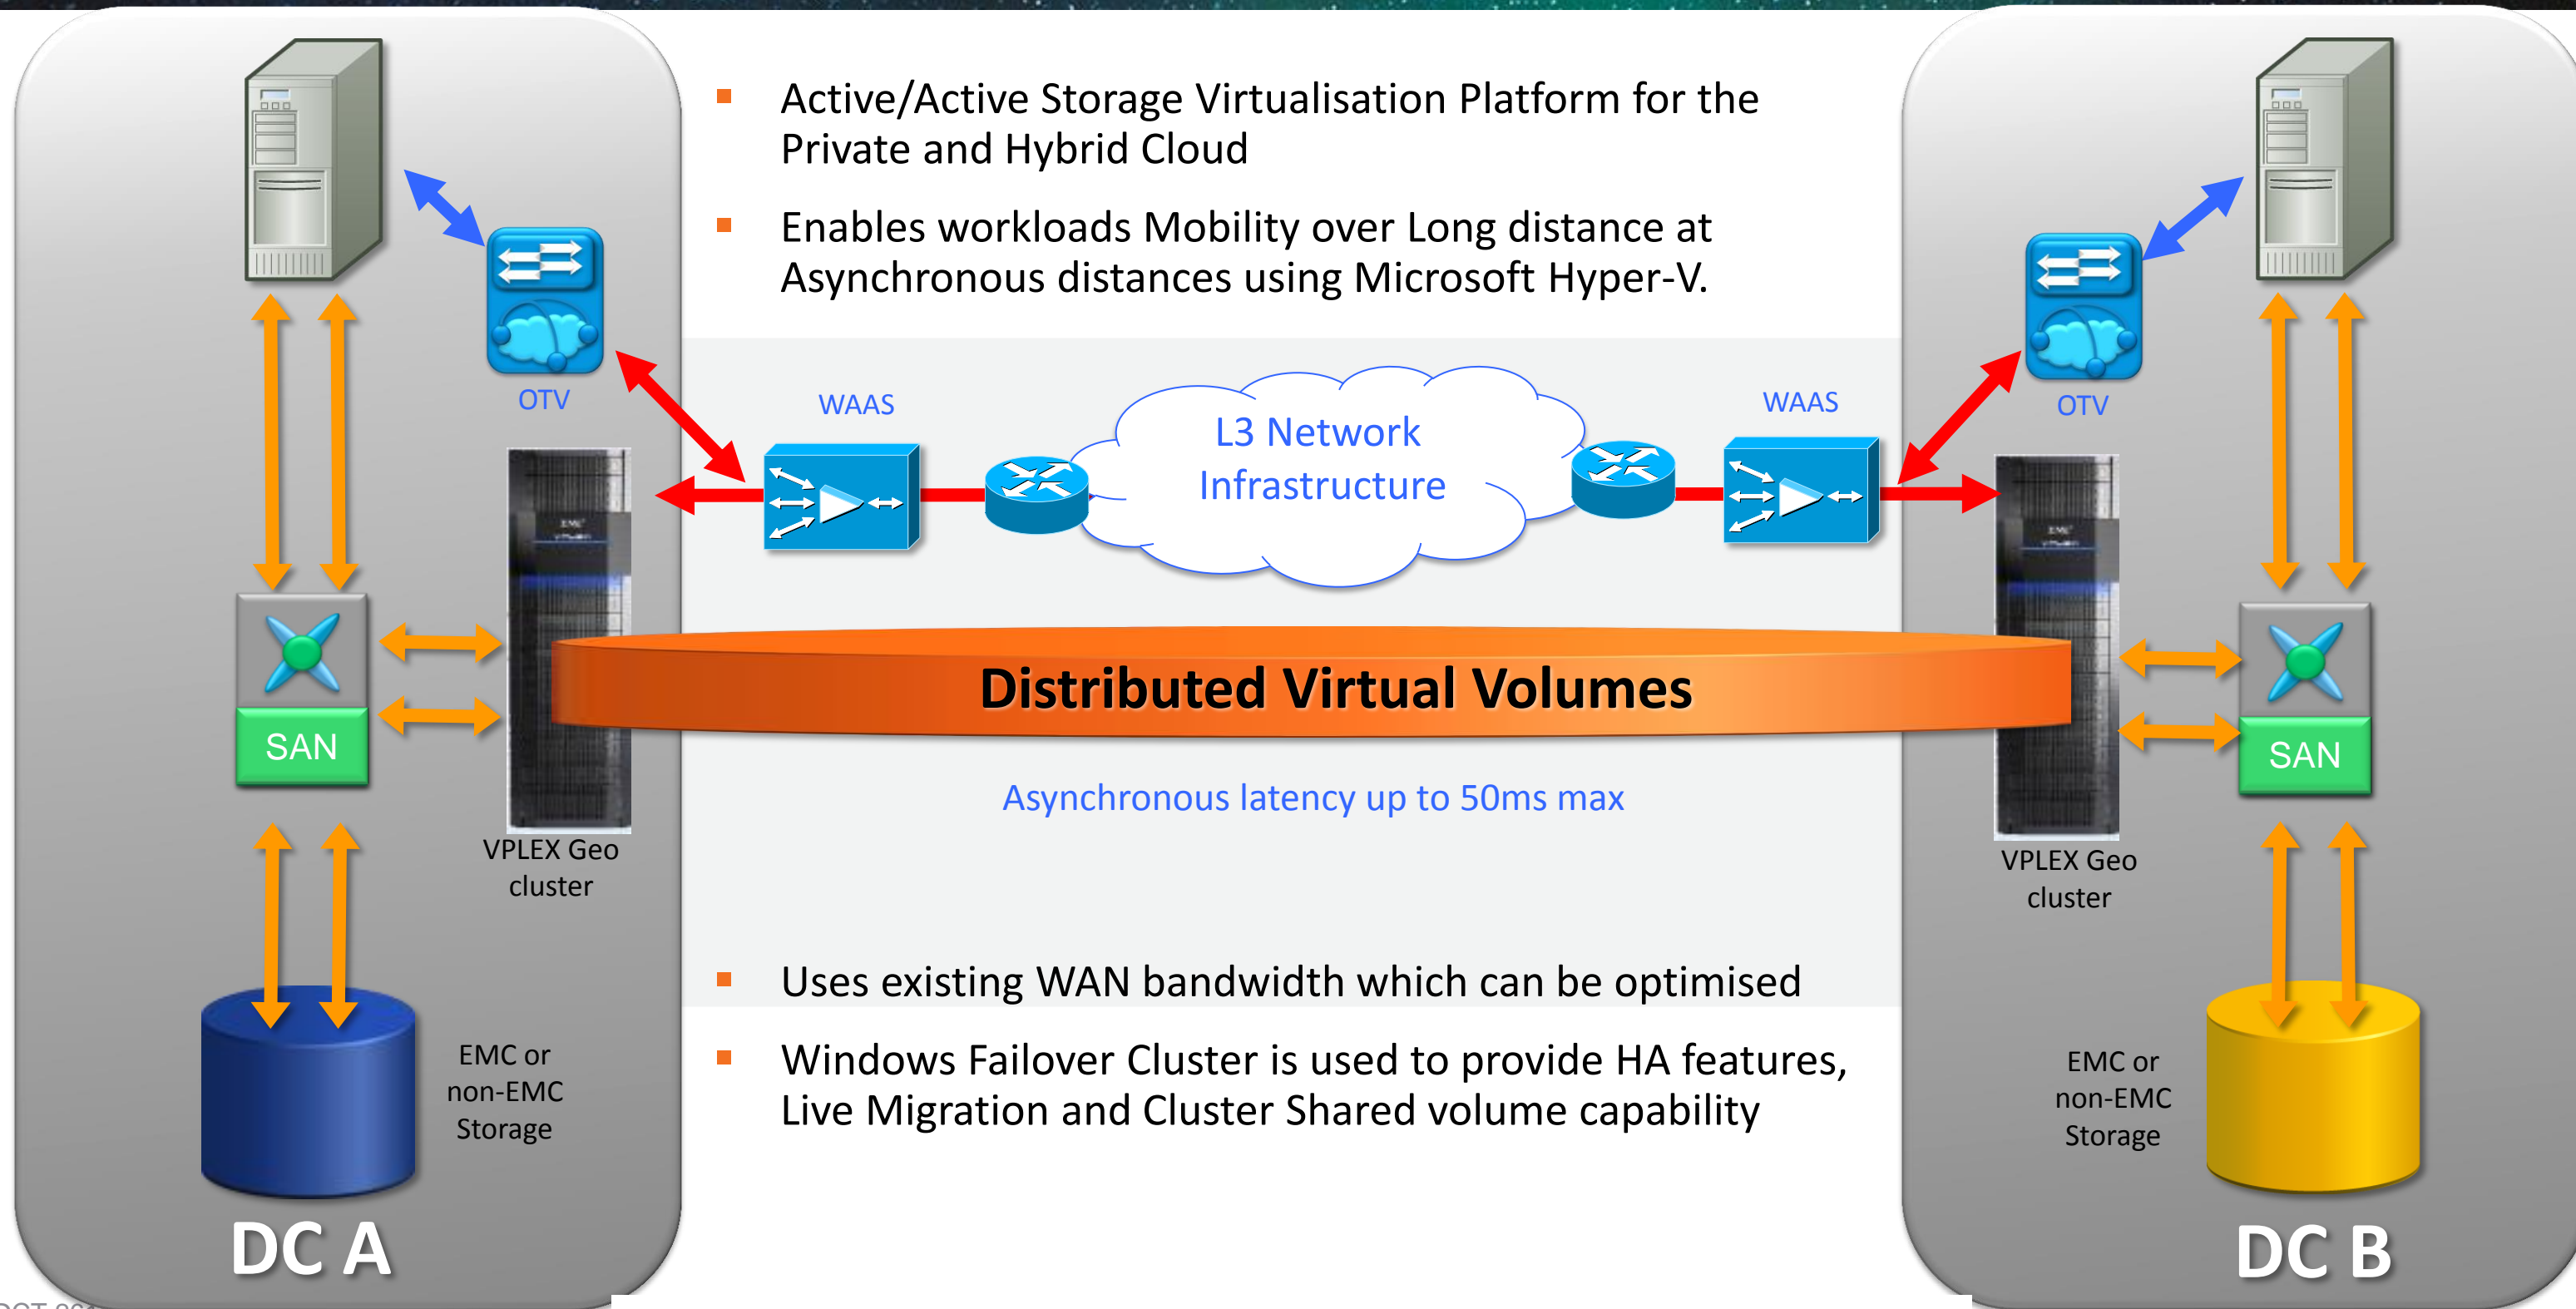 Active/Active Storage Virtualisation Platform for the
Private and Hybrid Cloud
Enables workloads Mobility over Long distance at
Asynchronous distances using Microsoft Hyper-V.
OTV
WAAS
L3 Network
Infrastructure
WAAS
OTV
EMC
EMC
Distributed Virtual Volumes
SAN
SAN
Asynchronous latency up to 50ms max
VPLEX Geo
cluster
VPLEX Geo
cluster
Uses existing WAN bandwidth which can be optimised
Windows Failover Cluster is used to provide HA features,
Live Migration and Cluster Shared volume capability
EMC or
non-EMC
Storage
EMC or
non-EMC
Storage
DC A
DC B